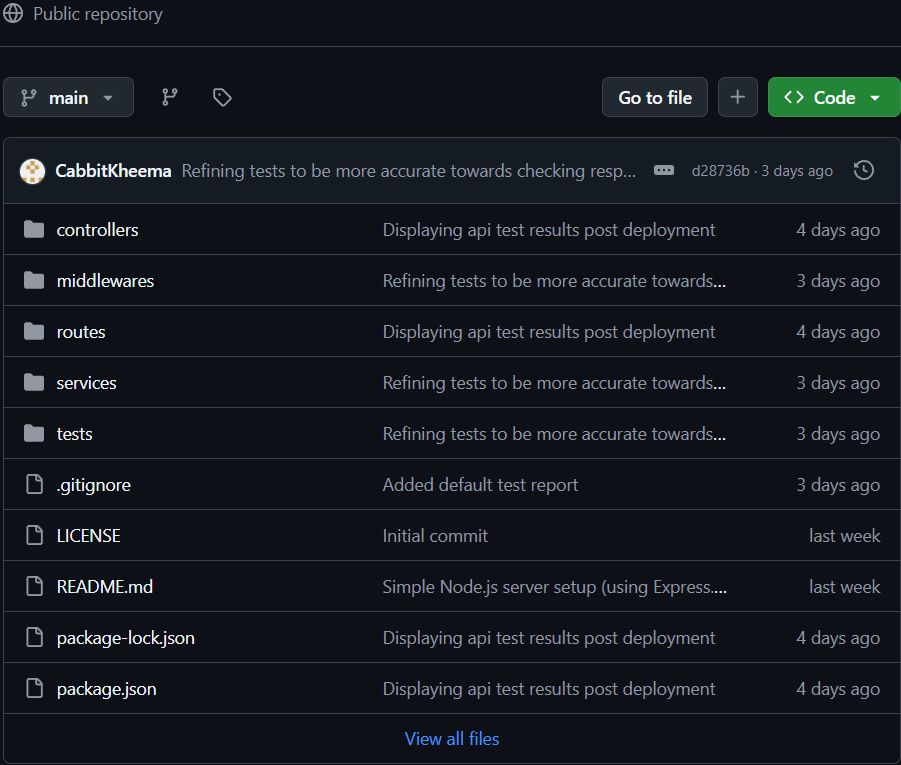 Public repository
main
Go to file
Code
CabbitKheema Refining tests to be more accurate towards checking resp... d28736b · 3 days ago
controllers Displaying api test results post deployment 4 days ago
middlewares Refining tests to be more accurate towards... 3 days ago
routes Displaying api test results post deployment 4 days ago
services Refining tests to be more accurate towards... 3 days ago
tests Refining tests to be more accurate towards... 3 days ago
.gitignore Added default test report 3 days ago
LICENSE Initial commit last week
README.md Simple Node.js server setup (using Express.... last week
package-lock.json Displaying api test results post deployment 4 days ago
package.json Displaying api test results post deployment 4 days ago
View all files